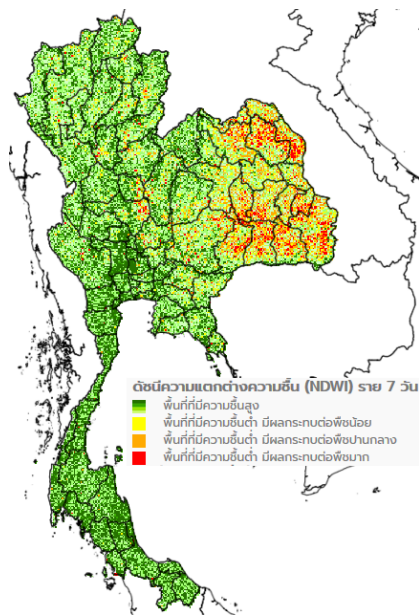 ดัชนีความแตกต่างความชื้น (NDWI) ราย 7 วัน
พื้นที่ที่มีความชื้นสูง
พื้นที่ที่มีความชื้นต่ำ มีผลกระทบต่อพืชน้อย
พื้นที่ที่มีความชื้นต่ำ มีผลกระทบต่อพืชปานกลาง
พื้นที่ที่มีความชื้นต่ำ มีผลกระทบต่อพืชมาก